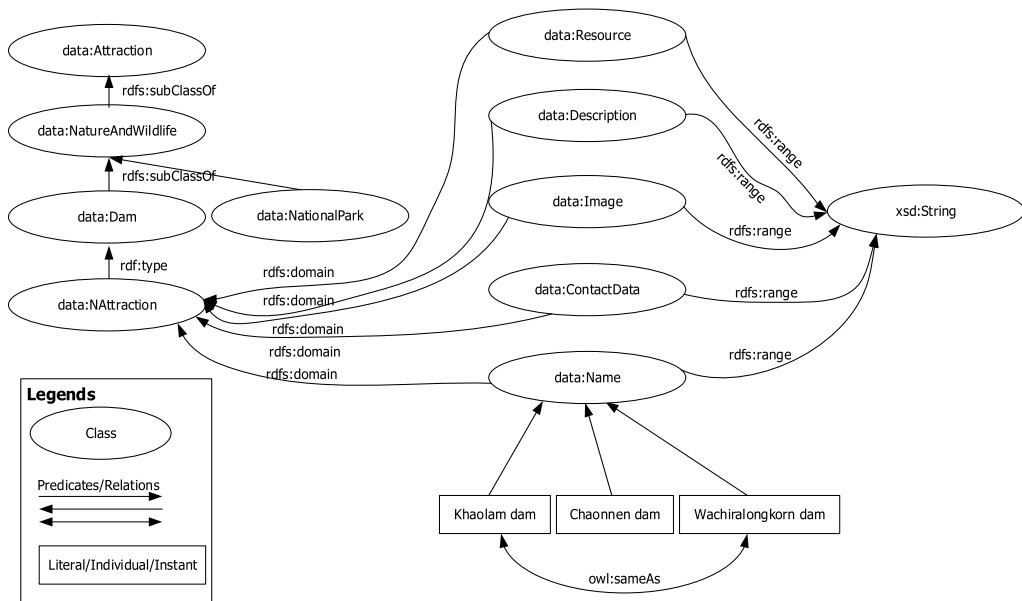 data:Attraction
rdfs:subClassOf
data:NatureAndWildlife
rdfs:subClassOf
data:Dam
data:NationalPark
rdf:type
data:NAttraction
data:Resource
data:Description
data:Image
data:ContactData
data:Name
rdfs:domain
rdfs:domain
rdfs:domain
rdfs:domain
rdfs:domain
rdfs:range
rdfs:range
rdfs:range
rdfs:range
rdfs:range
xsd:String
Khaolam dam
Chaonnen dam
Wachiralongkorn dam
owl:sameAs
Legends
Class
Predicates/Relations
Literal/Individual/Instant